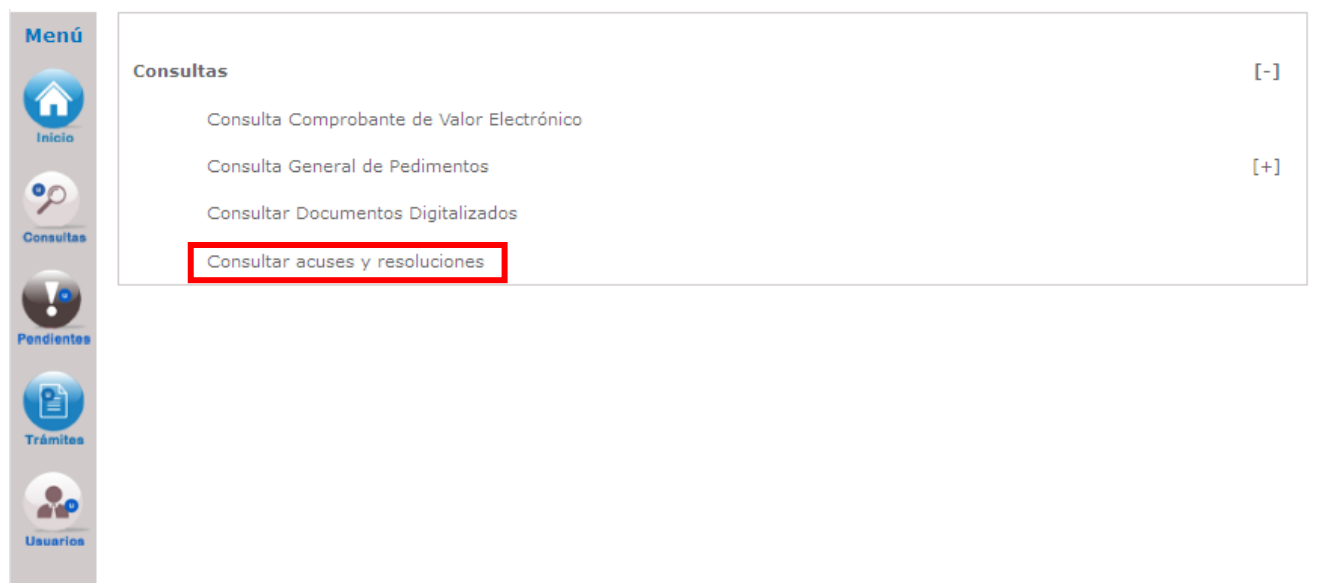 Menú
Inicio
Consultas
Pendientes
Trámites
Usuarios
Consultas [-]
Consulta Comprobante de Valor Electrónico
Consulta General de Pedimentos [+]
Consultar Documentos Digitalizados
Consultar acuses y resoluciones